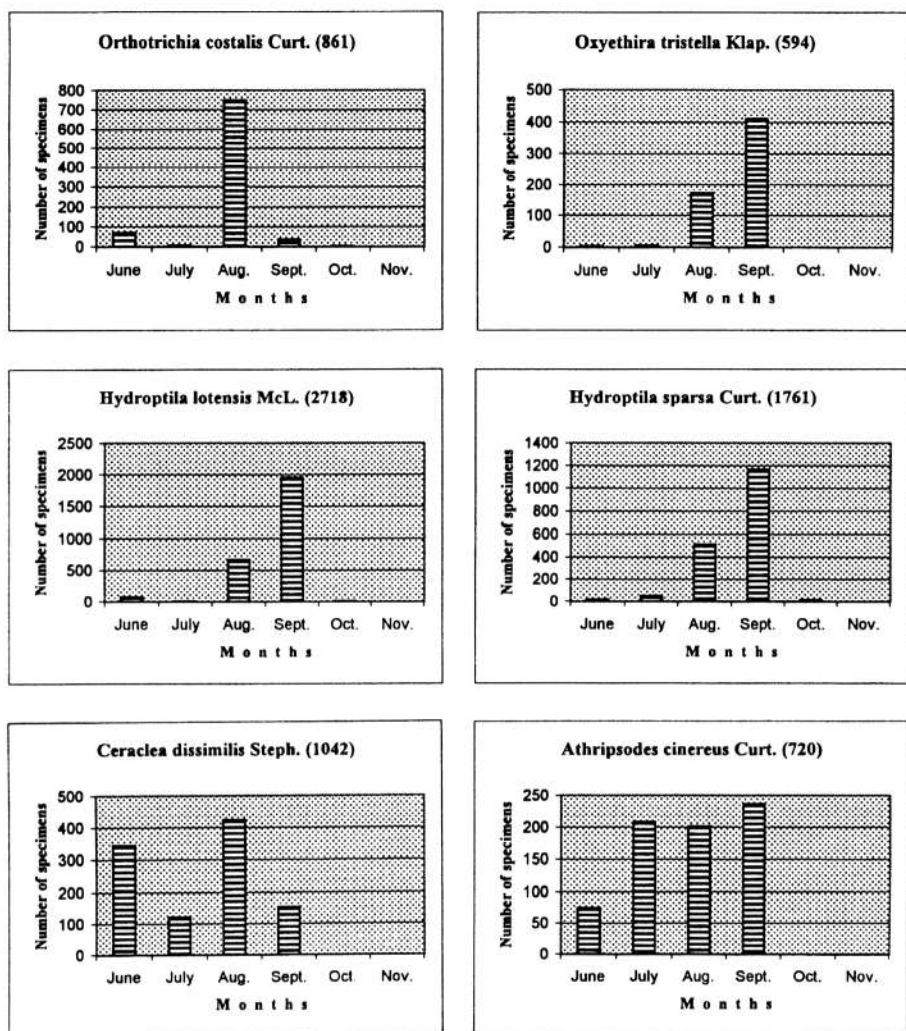 Orthotrichia costalis Curt. (861)
Number of specimens
800
700
600
500
400
300
200
100
0
June July Aug. Sept. Oct. Nov.
Months
Oxyethira tristella Klap. (594)
Number of specimens
500
400
300
200
100
0
June July Aug. Sept. Oct. Nov.
Months
Hydroptila lotensis McL. (2718)
Number of specimens
2500
2000
1500
1000
500
0
June July Aug. Sept. Oct. Nov.
Months
Hydroptila sparsa Curt. (1761)
Number of specimens
1400
1200
1000
800
600
400
200
0
June July Aug. Sept. Oct. Nov.
Months
Ceraclea dissimilis Steph. (1042)
Number of specimens
500
400
300
200
100
0
June July Aug. Sept. Oct. Nov.
Months
Athripsodes cinereus Curt. (720)
Number of specimens
250
200
150
100
50
0
June July Aug. Sept. Oct. Nov.
Months